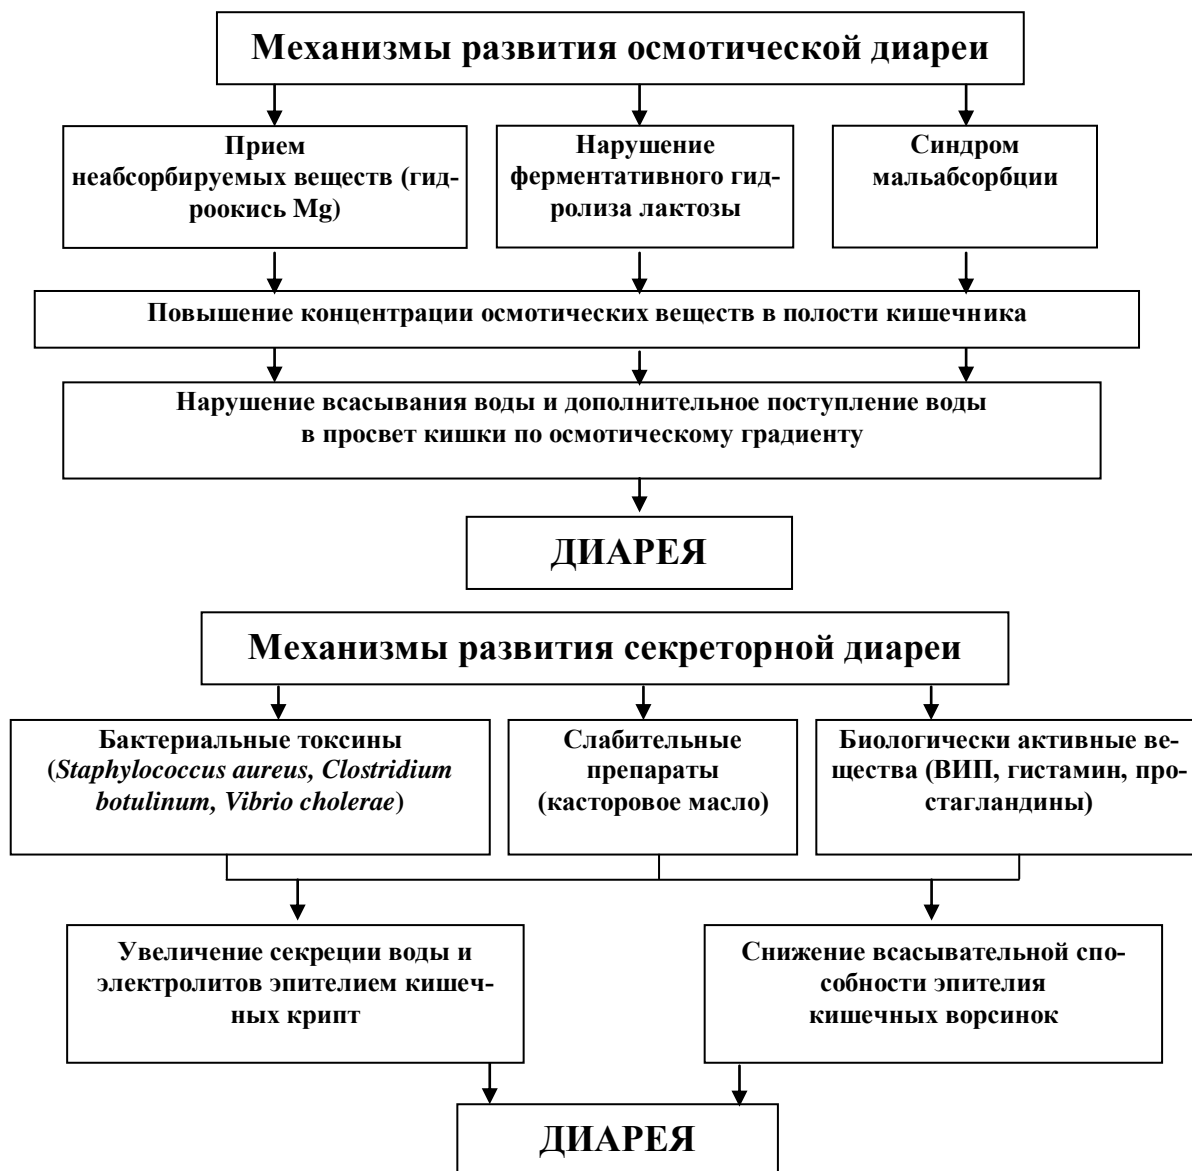 Механизмы развития осмотической диареи
Прием
неабсорбируемых веществ (гид-
роокись Mg)
Нарушение
ферментативного гид-
ролиза лактозы
Синдром
мальабсорбции
Повышение концентрации осмотических веществ в полости кишечника
Нарушение всасывания воды и дополнительное поступление воды
в просвет кишки по осмотическому градиенту
ДИАРЕЯ
Механизмы развития секреторной диареи
Бактериальные токсины
(Staphylococcus aureus, Clostridium
botulinum, Vibrio cholerae)
Слабительные
препараты
(касторовое масло)
Биологически активные ве-
щества (ВИП, гистамин, про-
стагландины)
Увеличение секреции воды и
электролитов эпителием кишеч-
ных крипт
Снижение всасывательной спо-
собности эпителия
кишечных ворсинок
ДИАРЕЯ